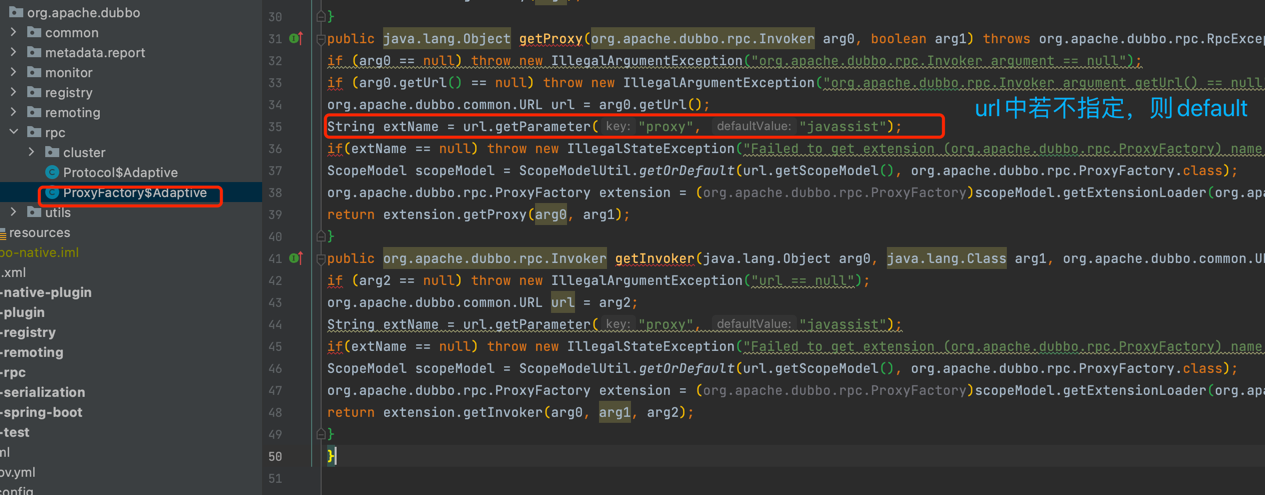 org.apache.dubbo
common
metadata.report
monitor
registry
remoting
rpc
cluster
Protocol$Adaptive
ProxyFactory$Adaptive
utils
resources
bo-native.iml
.xml
-native-plugin
-plugin
-registry
-remoting
-rpc
-serialization
-spring-boot
-test
ml
ov.yml
config
30 }
31 public java.lang.Object getProxy(org.apache.dubbo.rpc.Invoker arg0, boolean arg1) throws org.apache.dubbo.rpc.RpcExcep
32 if (arg0 == null) throw new IllegalArgumentException("org.apache.dubbo.rpc.Invoker argument == null");
33 if (arg0.getUrl() == null) throw new IllegalArgumentException("org.apache.dubbo.rpc.Invoker argument getUrl() == null"
34 org.apache.dubbo.common.URL url = arg0.getUrl();
url中若不指定，则default
35 String extName = url.getParameter( key: "proxy", defaultValue: "javassist");
36 if(extName == null) throw new IllegalStateException("Failed to get extension (org.apache.dubbo.rpc.ProxyFactory) name
37 ScopeModel scopeModel = ScopeModelUtil.getOrDefault(url.getScopeModel(), org.apache.dubbo.rpc.ProxyFactory.class);
38 org.apache.dubbo.rpc.ProxyFactory extension = (org.apache.dubbo.rpc.ProxyFactory)scopeModel.getExtensionLoader(org.apa
39 return extension.getProxy(arg0, arg1);
40 }
41 public org.apache.dubbo.rpc.Invoker getInvoker(java.lang.Object arg0, java.lang.Class arg1, org.apache.dubbo.common.UR
42 if (arg2 == null) throw new IllegalArgumentException("url == null");
43 org.apache.dubbo.common.URL url = arg2;
44 String extName = url.getParameter( key: "proxy", defaultValue: "javassist");
45 if(extName == null) throw new IllegalStateException("Failed to get extension (org.apache.dubbo.rpc.ProxyFactory) name
46 ScopeModel scopeModel = ScopeModelUtil.getOrDefault(url.getScopeModel(), org.apache.dubbo.rpc.ProxyFactory.class);
47 org.apache.dubbo.rpc.ProxyFactory extension = (org.apache.dubbo.rpc.ProxyFactory)scopeModel.getExtensionLoader(org.apa
48 return extension.getInvoker(arg0, arg1, arg2);
49 }
50 }
51